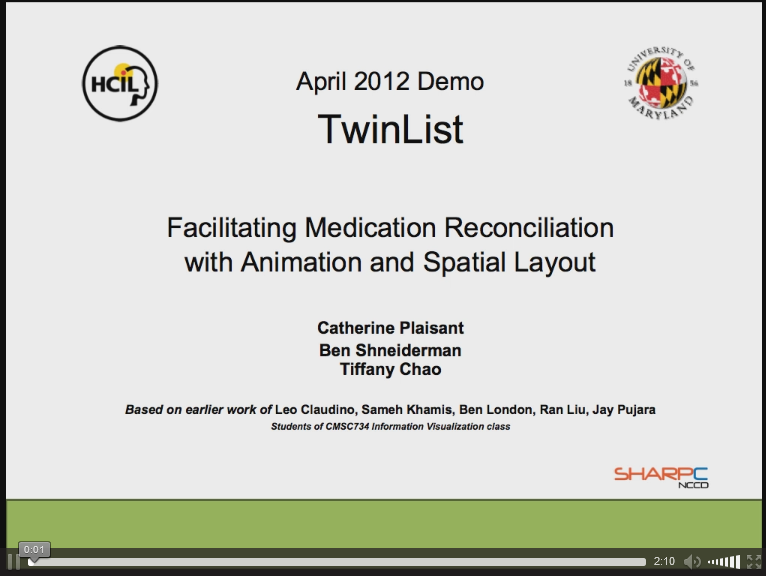 HCIL
April 2012 Demo
UNIVERSITY OF
18 56
MARYLAND
TwinList
Facilitating Medication Reconciliation
with Animation and Spatial Layout
Catherine Plaisant
Ben Shneiderman
Tiffany Chao
Based on earlier work of Leo Claudino, Sameh Khamis, Ben London, Ran Liu, Jay Pujara
Students of CMSC734 Information Visualization class
SHARPC
NCCD
0:01
2:10